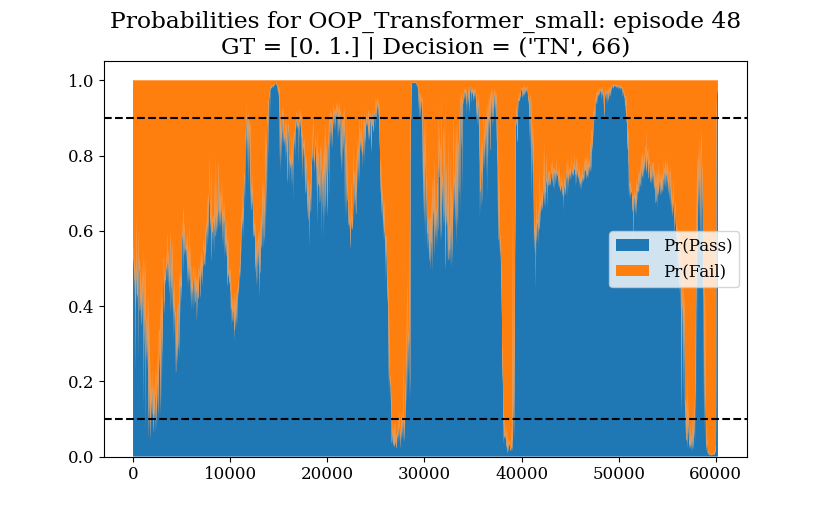 Probabilities for OOP_Transformer_small: episode 48
GT = [0. 1.] | Decision = ('TN', 66)
1.0
0.8
0.6
0.4
0.2
0.0
Pr(Pass)
Pr(Fail)
0 10000 20000 30000 40000 50000 60000